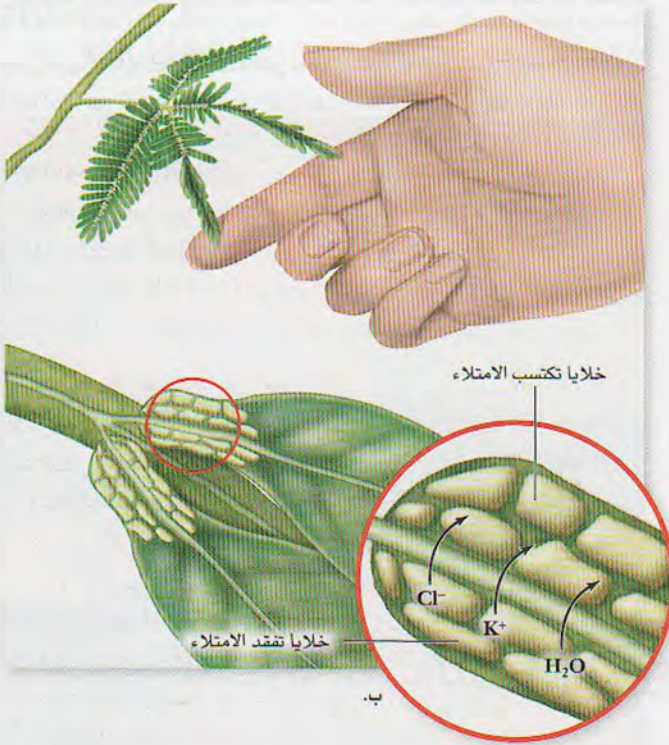 خلايا تكتسب الامتلاء
Cl⁻
K⁺
H₂O
خلايا تفقد الامتلاء
ب.